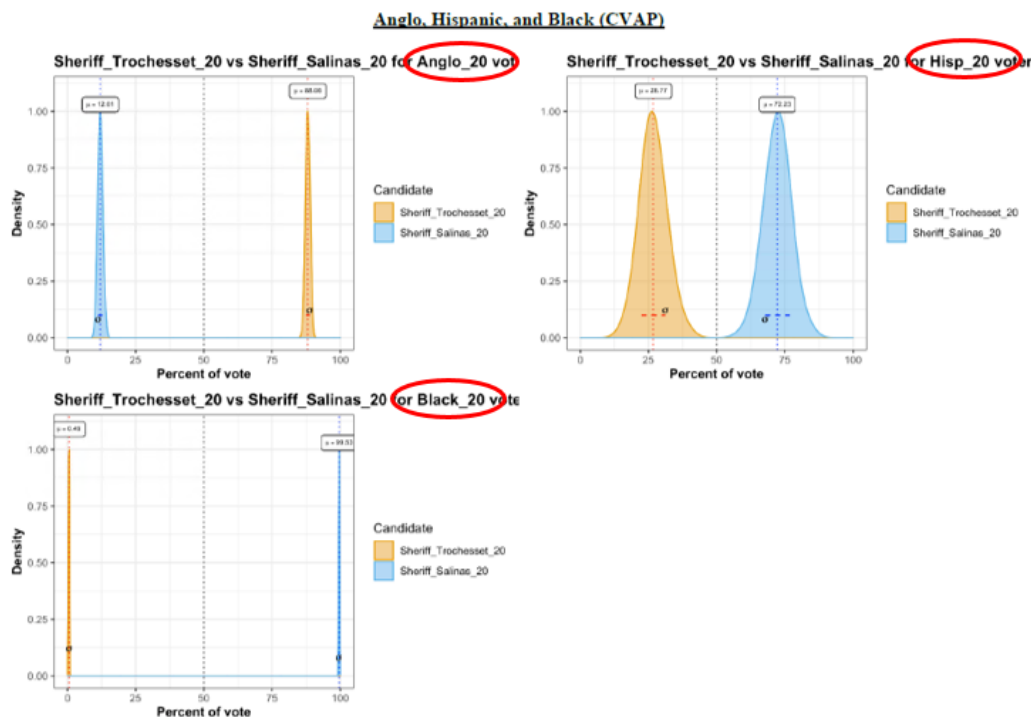 Anglo, Hispanic, and Black (CVAP)
Sheriff_Trochesset_20 vs Sheriff_Salinas_20 for Anglo_20 vot
Sheriff_Trochesset_20 vs Sheriff_Salinas_20 for Hisp_20 voter
μ = 12.01
μ = 88.00
μ = 26.77
μ = 72.23
1.00
0.75
0.50
0.25
0.00
Density
σ
σ
0
25
50
75
100
Percent of vote
Candidate
Sheriff_Trochesset_20
Sheriff_Salinas_20
1.00
0.75
0.50
0.25
0.00
Density
σ
σ
0
25
50
75
100
Percent of vote
Candidate
Sheriff_Trochesset_20
Sheriff_Salinas_20
Sheriff_Trochesset_20 vs Sheriff_Salinas_20 for Black_20 vote
μ = 99.53
1.00
0.75
0.50
0.25
0.00
Density
σ
σ
0
25
50
75
100
Percent of vote
Candidate
Sheriff_Trochesset_20
Sheriff_Salinas_20